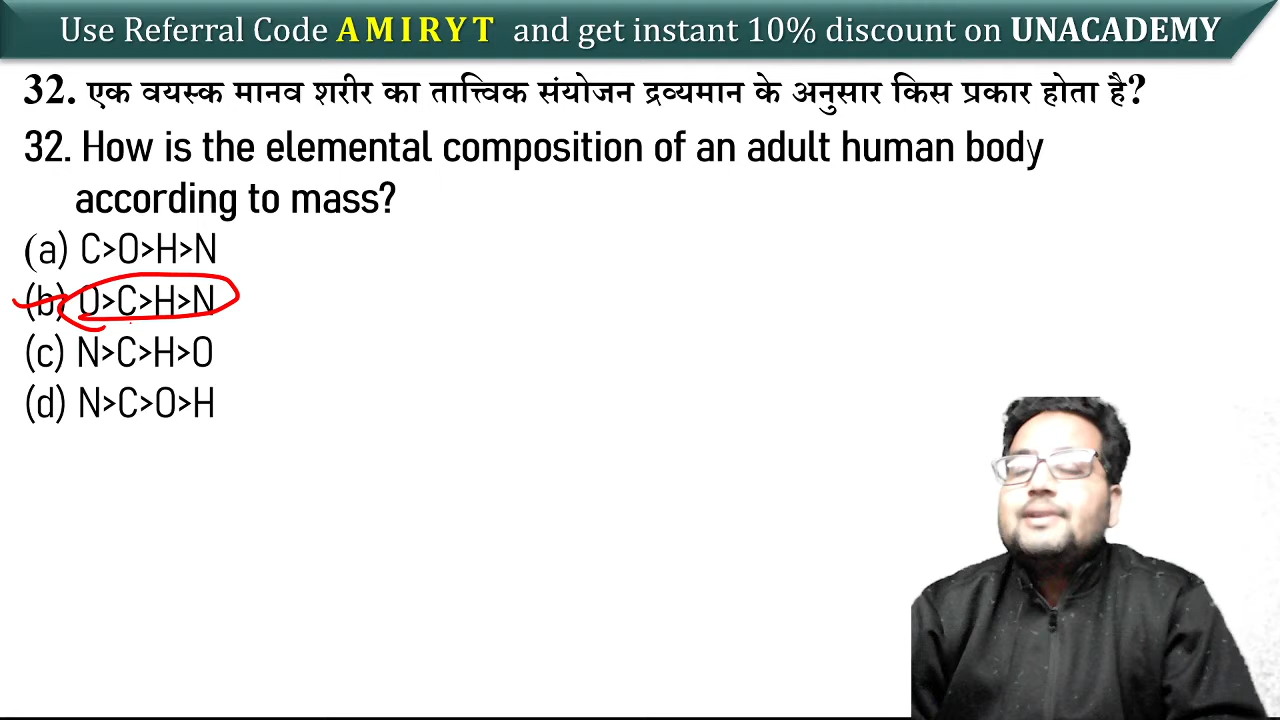 Use Referral Code AMIRYT and get instant 10% discount on UNACADEMY
32. एक वयस्क मानव शरीर का तात्त्विक संयोजन द्रव्यमान के अनुसार किस प्रकार होता है?
32. How is the elemental composition of an adult human body
according to mass?
(a) C>O>H>N
(b) O>C>H>N
(c) N>C>H>O
(d) N>C>O>H